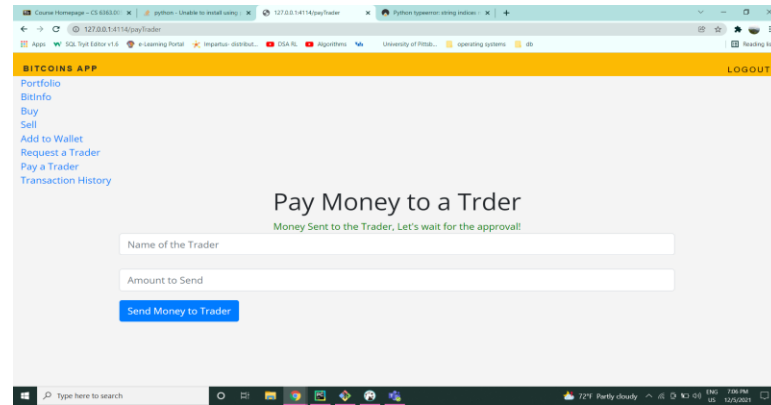 Course Homepage - CS 6363.0
python - Unable to install using
127.0.0.1:4114/payTrader
Python typeerror: string indices
127.0.0.1:4114/payTrader
Apps
SQL Tryit Editor v1.6
e-Learning Portal
Impartus- distribut...
DSA RL
Algorithms
University of Pittsb...
operating systems
db
Reading lis
BITCOINS APP
LOGOUT
Portfolio
BitInfo
Buy
Sell
Add to Wallet
Request a Trader
Pay a Trader
Transaction History
Pay Money to a Trder
Money Sent to the Trader, Let's wait for the approval!
Name of the Trader
Amount to Send
Send Money to Trader
Type here to search
72°F Partly cloudy
ENG
US
7:06 PM
12/5/2021